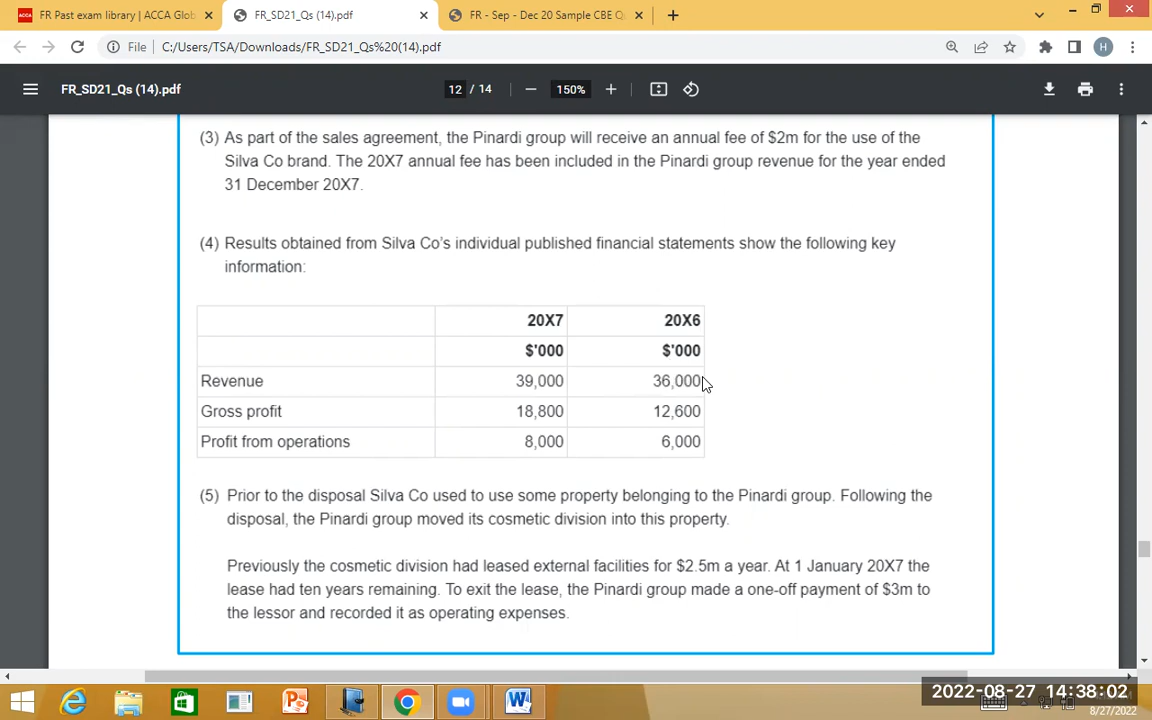 FR Past exam library | ACCA Glob
FR_SD21_Qs (14).pdf
FR - Sep - Dec 20 Sample CBE Q
File
C:/Users/TSA/Downloads/FR_SD21_Qs%20(14).pdf
H
FR_SD21_Qs (14).pdf
12 / 14
150%
(3) As part of the sales agreement, the Pinardi group will receive an annual fee of $2m for the use of the
Silva Co brand. The 20X7 annual fee has been included in the Pinardi group revenue for the year ended
31 December 20X7.
(4) Results obtained from Silva Co's individual published financial statements show the following key
information:
20X7 20X6
$'000 $'000
Revenue 39,000 36,000
Gross profit 18,800 12,600
Profit from operations 8,000 6,000
(5) Prior to the disposal Silva Co used to use some property belonging to the Pinardi group. Following the
disposal, the Pinardi group moved its cosmetic division into this property.
Previously the cosmetic division had leased external facilities for $2.5m a year. At 1 January 20X7 the
lease had ten years remaining. To exit the lease, the Pinardi group made a one-off payment of $3m to
the lessor and recorded it as operating expenses.
2022-08-27 14:38:02
8/27/2022